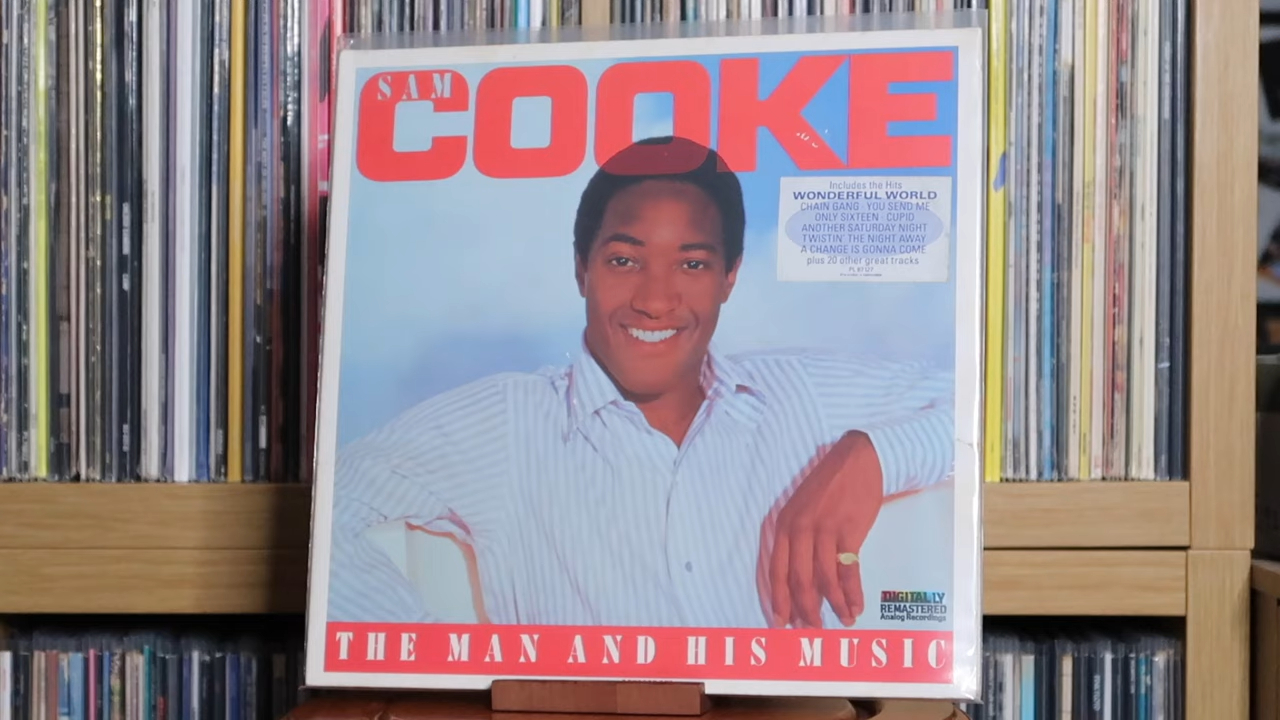 SAM
COOKE
Includes the Hits
WONDERFUL WORLD
CHAIN GANG · YOU SEND ME
ONLY SIXTEEN · CUPID
ANOTHER SATURDAY NIGHT
TWISTIN' THE NIGHT AWAY
A CHANGE IS GONNA COME
plus 20 other great tracks
PL 87127
DIGITALLY
REMASTERED
Analog Recordings
THE MAN AND HIS MUSIC